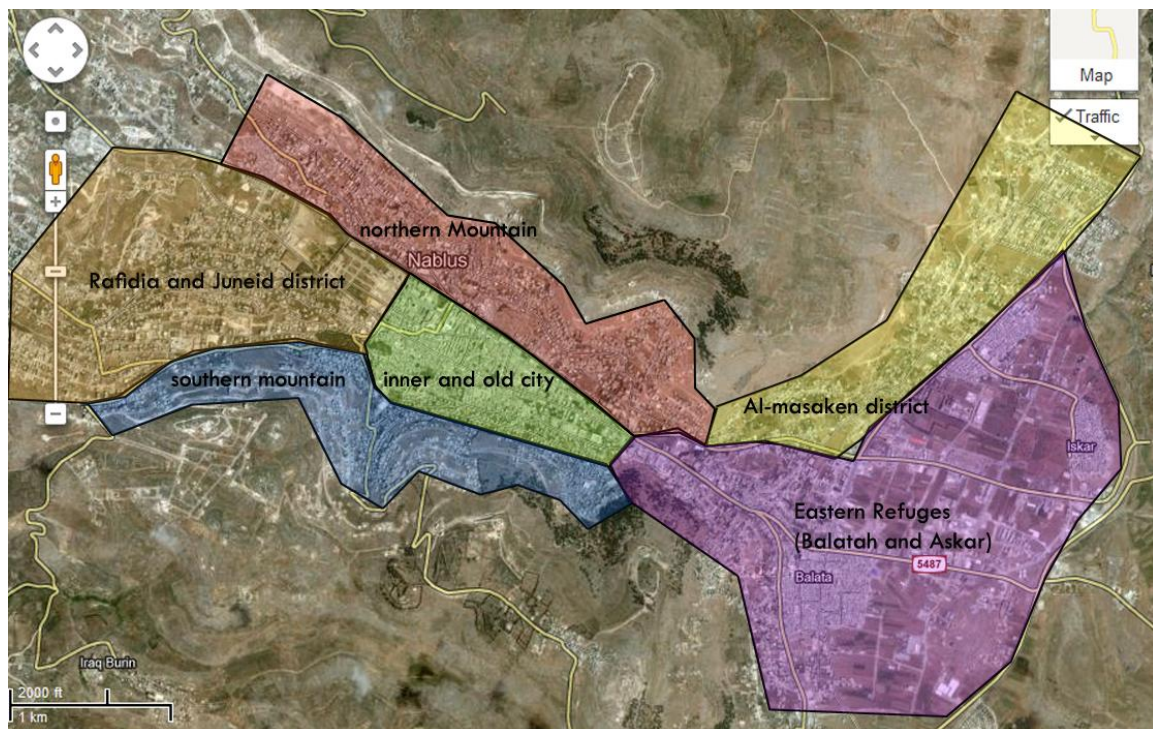 Map
Traffic
northern Mountain
Nablus
Rafidia and Juneid district
southern mountain
inner and old city
Al-masaken district
Iskar
Eastern Refuges
(Balatah and Askar)
5487
Balata
Iraq Burin
2000 ft
1 km